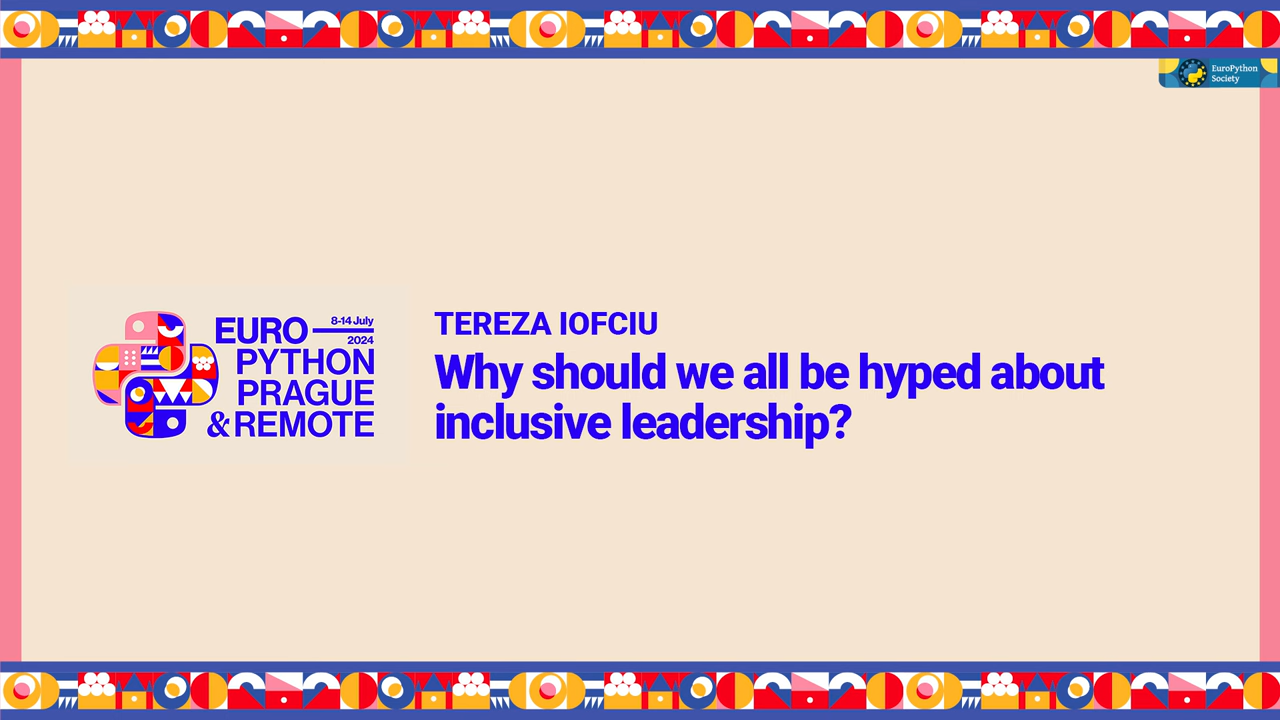 EuroPython
Society
EURO
8-14 July
2024
PYTHON
PRAGUE
&REMOTE
TEREZA IOFCIU
Why should we all be hyped about
inclusive leadership?